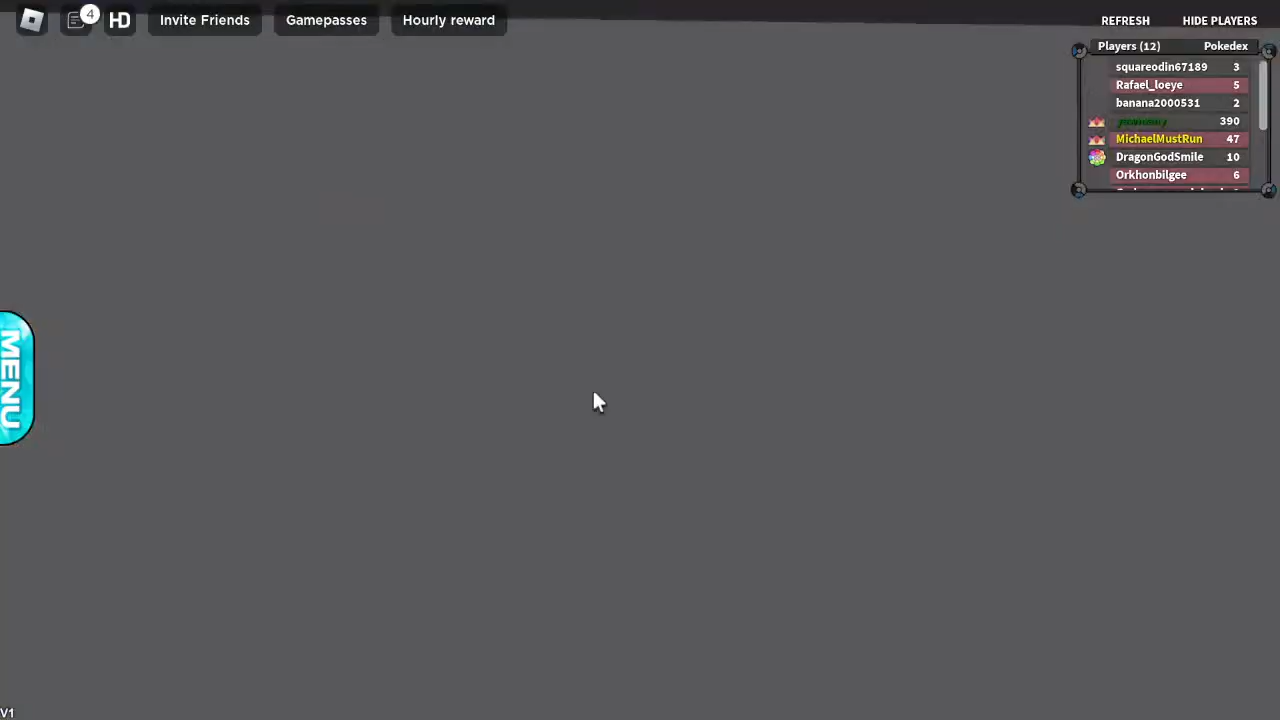 4 HD Invite Friends Gamepasses Hourly reward REFRESH HIDE PLAYERS
Players (12) Pokedex
squareodin67189 3
Rafael_loeye 5
banana2000531 2
390
MichaelMustRun 47
DragonGodSmile 10
Orkhonbilgee 6
MENU
V1